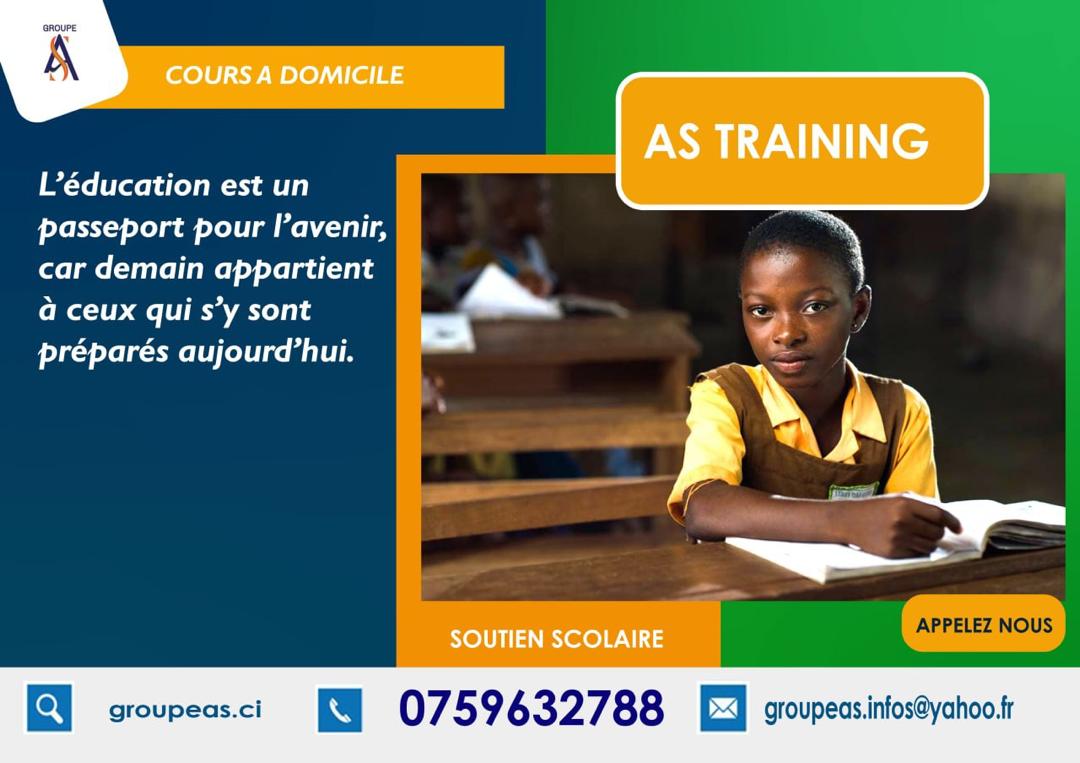 GROUPE
AS
COURS A DOMICILE
AS TRAINING
L’éducation est un
passeport pour l’avenir,
car demain appartient
à ceux qui s’y sont
préparés aujourd’hui.
SOUTIEN SCOLAIRE
APPELEZ NOUS
groupeas.ci
0759632788
groupeas.infos@yahoo.fr